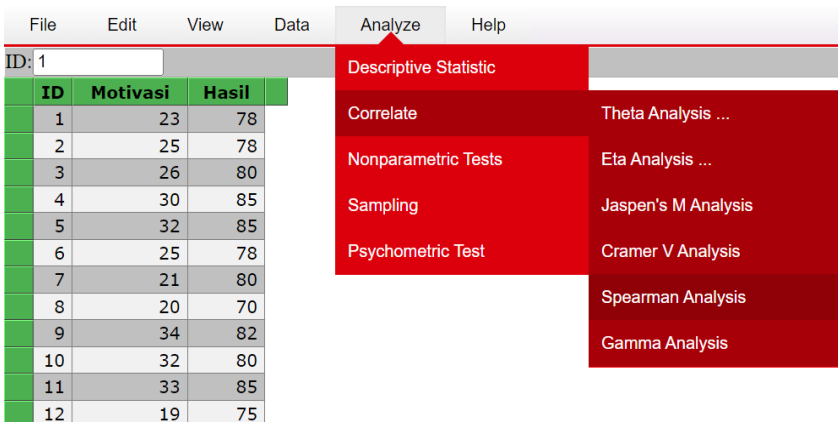 File Edit View Data Analyze Help
ID: 1
ID Motivasi Hasil
1 23 78
2 25 78
3 26 80
4 30 85
5 32 85
6 25 78
7 21 80
8 20 70
9 34 82
10 32 80
11 33 85
12 19 75
Descriptive Statistic
Correlate
Nonparametric Tests
Sampling
Psychometric Test
Theta Analysis ...
Eta Analysis ...
Jaspen's M Analysis
Cramer V Analysis
Spearman Analysis
Gamma Analysis